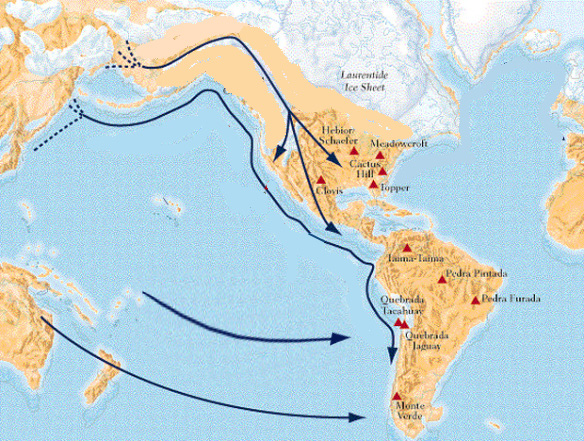 Laurentide
Ice Sheet
Hebior
Schaefer
Meadowcroft
Cactus
Hill
Topper
Clovis
Taima-Taima
Pedra Pintada
Pedra Furada
Quebrada
Tacahuay
Quebrada
Jaguay
Monte
Verde